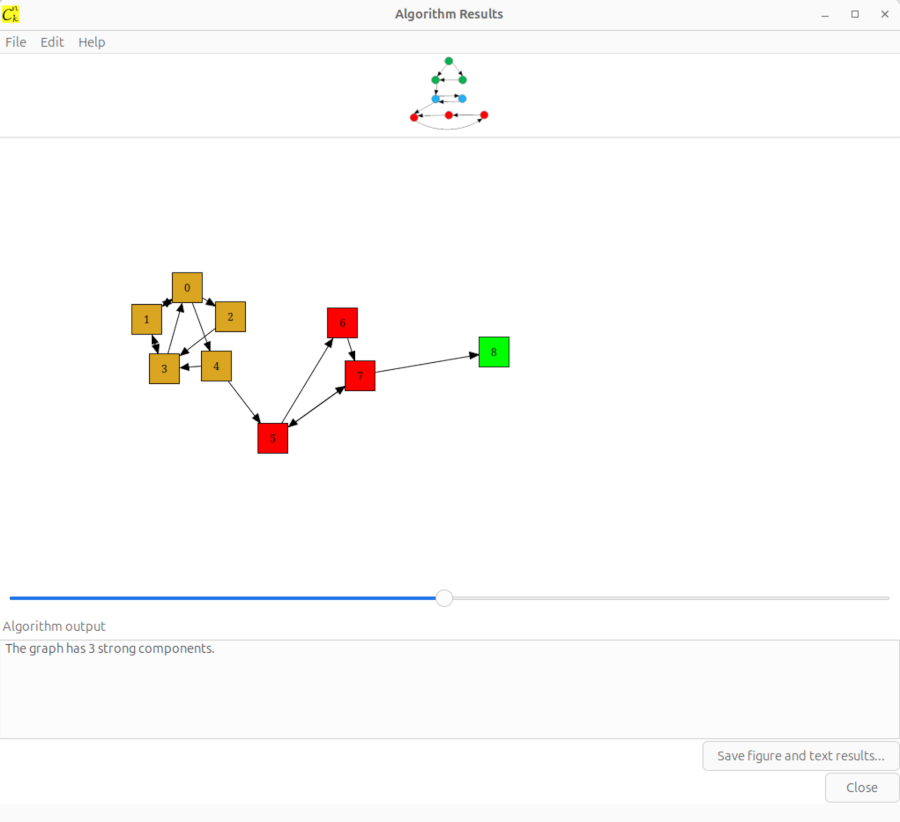 Algorithm Results
File Edit Help
0
1
2
3
4
6
7
8
5
Algorithm output
The graph has 3 strong components.
Save figure and text results...
Close